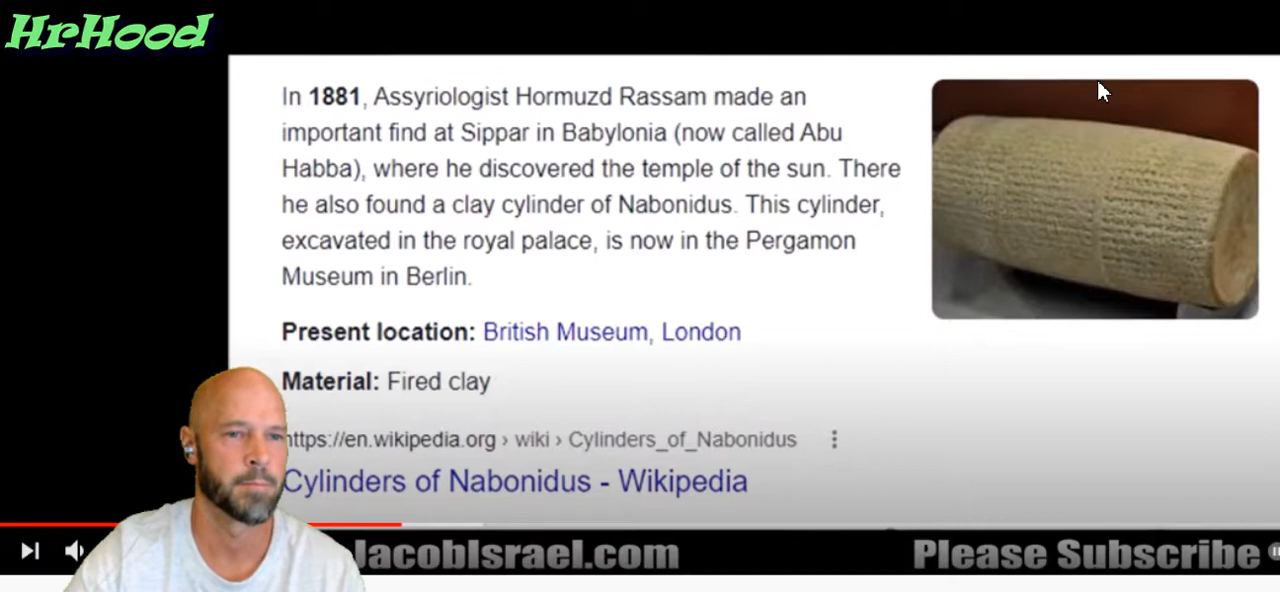 HrHood
In 1881, Assyriologist Hormuzd Rassam made an
important find at Sippar in Babylonia (now called Abu
Habba), where he discovered the temple of the sun. There
he also found a clay cylinder of Nabonidus. This cylinder,
excavated in the royal palace, is now in the Pergamon
Museum in Berlin.
Present location: British Museum, London
Material: Fired clay
https://en.wikipedia.org › wiki › Cylinders_of_Nabonidus
Cylinders of Nabonidus - Wikipedia
JacobIsrael.com Please Subscribe